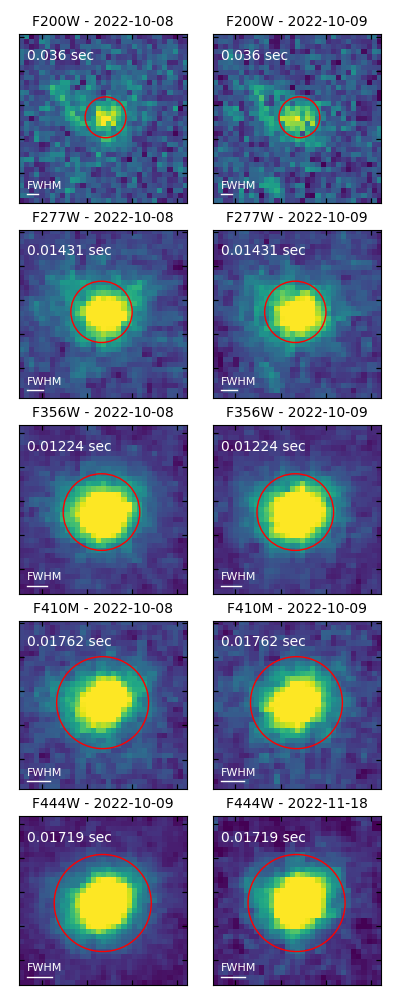 F200W - 2022-10-08
F200W - 2022-10-09
0.036 sec
0.036 sec
FWHM
FWHM
F277W - 2022-10-08
F277W - 2022-10-09
0.01431 sec
0.01431 sec
FWHM
FWHM
F356W - 2022-10-08
F356W - 2022-10-09
0.01224 sec
0.01224 sec
FWHM
FWHM
F410M - 2022-10-08
F410M - 2022-10-09
0.01762 sec
0.01762 sec
FWHM
FWHM
F444W - 2022-10-09
F444W - 2022-11-18
0.01719 sec
0.01719 sec
FWHM
FWHM